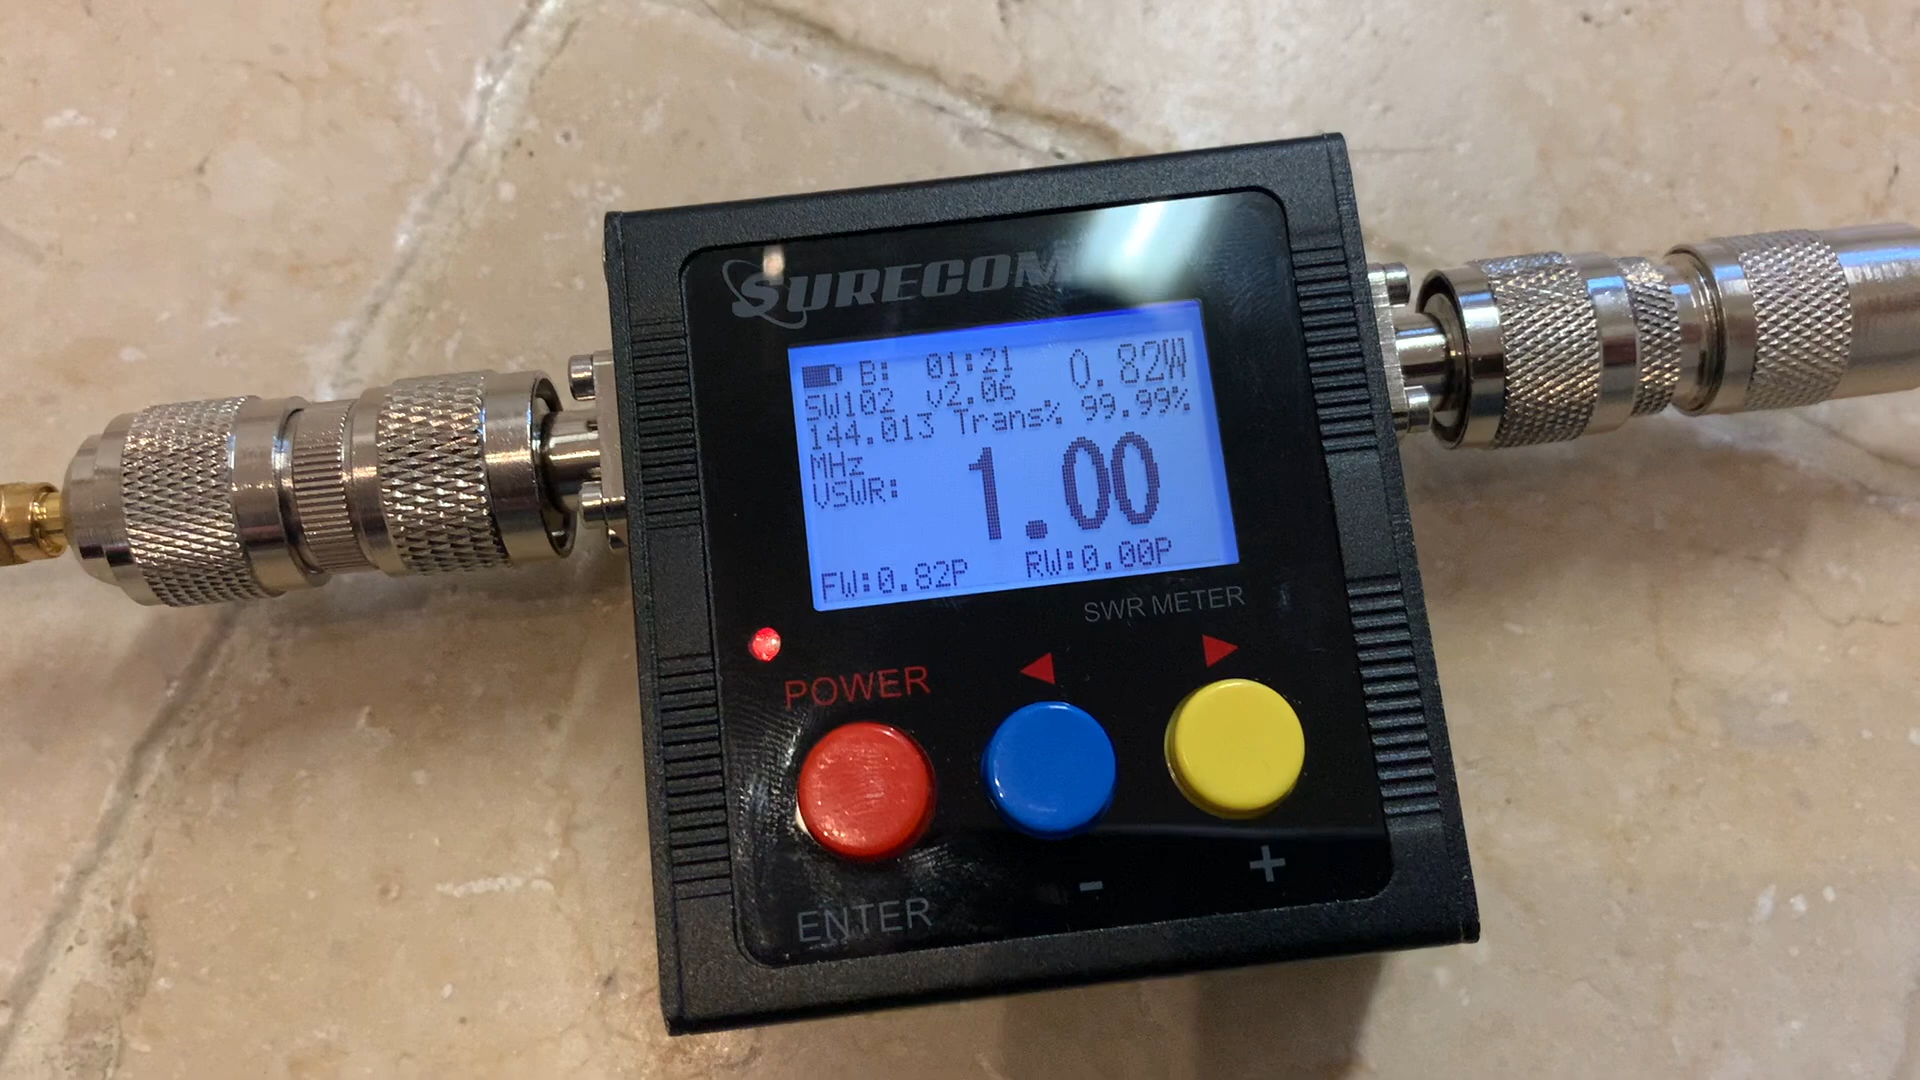 SURECOM
B: 01:21 0.82W
SW102 v2.06
144.013 Trans% 99.99%
MHz
VSWR: 1.00
FW:0.82P RW:0.00P
SWR METER
POWER
ENTER
- +